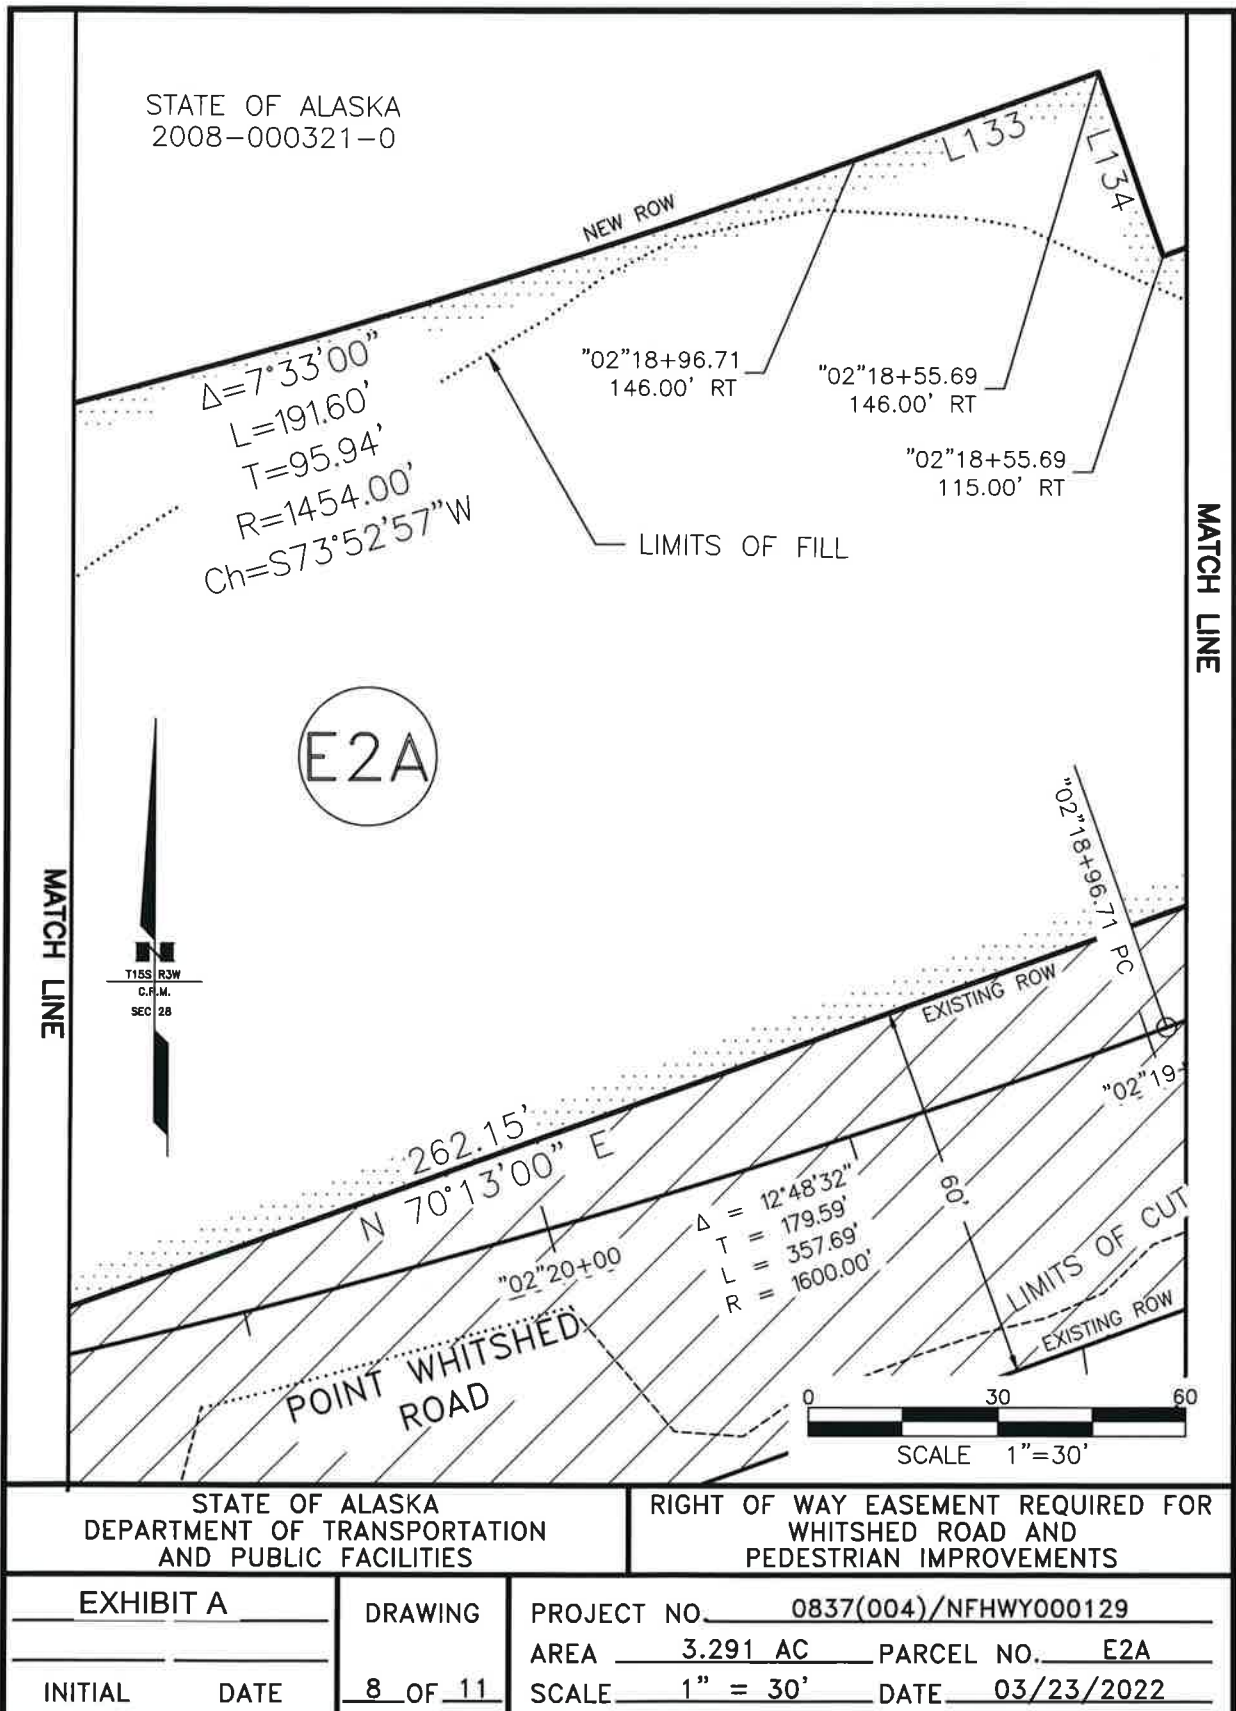 STATE OF ALASKA
2008-000321-0
L133
L134
NEW ROW
Δ=7°33'00"
L=191.60'
T=95.94'
R=1454.00'
Ch=S73°52'57"W
"02"18+96.71
146.00' RT
"02"18+55.69
146.00' RT
"02"18+55.69
115.00' RT
LIMITS OF FILL
MATCH LINE
E2A
MATCH LINE
N
T15S R3W
C.R.M.
SEC 28
"02"18+96.71 PC
EXISTING ROW
"02"19+
262.15'
N 70°13'00" E
60'
"02"20+00
Δ = 12°48'32"
T = 179.59'
L = 357.69'
R = 1600.00'
LIMITS OF CUT
EXISTING ROW
POINT WHITSHED
ROAD
0 30 60
SCALE 1"=30'
STATE OF ALASKA
DEPARTMENT OF TRANSPORTATION
AND PUBLIC FACILITIES
RIGHT OF WAY EASEMENT REQUIRED FOR
WHITSHED ROAD AND
PEDESTRIAN IMPROVEMENTS
EXHIBIT A
INITIAL DATE
DRAWING
8 OF 11
PROJECT NO. 0837(004)/NFHWY000129
AREA 3.291 AC PARCEL NO. E2A
SCALE 1" = 30' DATE 03/23/2022